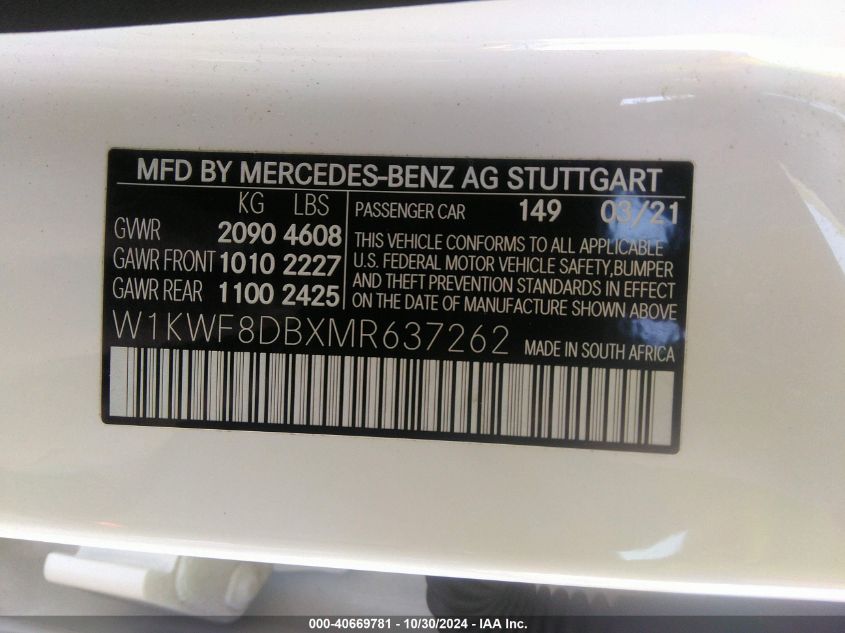 MFD BY MERCEDES-BENZ AG STUTTGART
KG LBS
GVWR 2090 4608
GAWR FRONT 1010 2227
GAWR REAR 1100 2425
PASSENGER CAR 149 03/21
THIS VEHICLE CONFORMS TO ALL APPLICABLE
U.S. FEDERAL MOTOR VEHICLE SAFETY,BUMPER
AND THEFT PREVENTION STANDARDS IN EFFECT
ON THE DATE OF MANUFACTURE SHOWN ABOVE
W1KWF8DBXMR637262 MADE IN SOUTH AFRICA
000-40669781 - 10/30/2024 - IAA Inc.